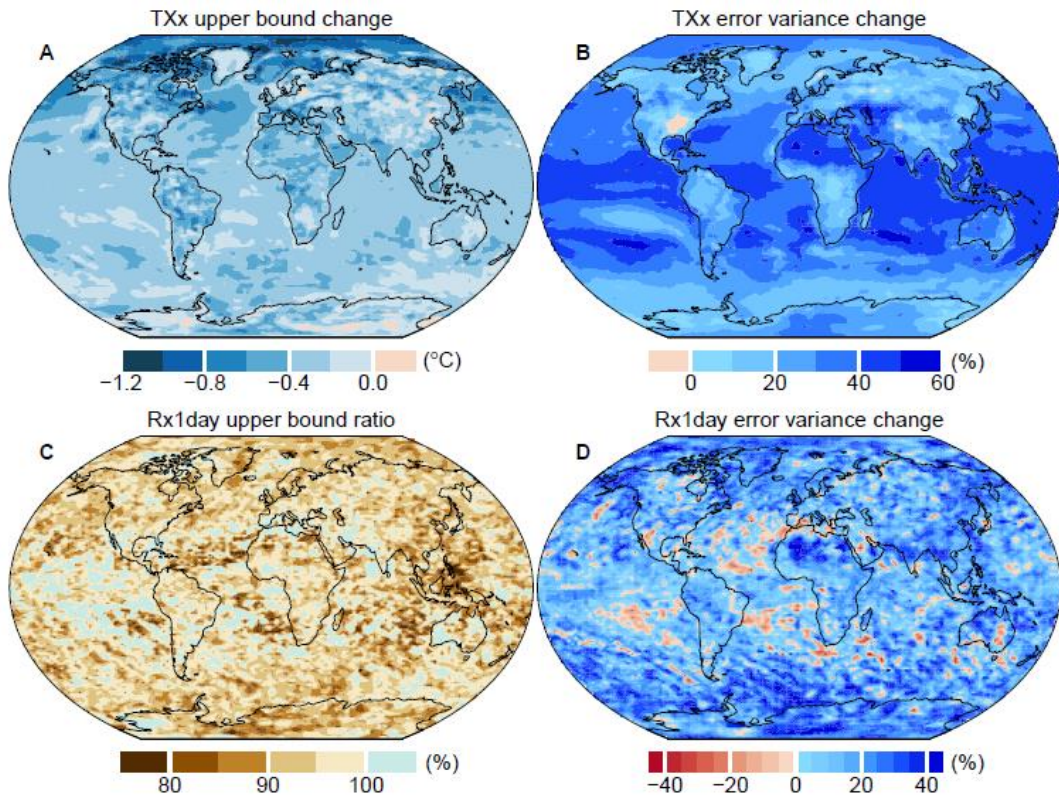 TXx upper bound change
A
−1.2 −0.8 −0.4 0.0 (°C)
TXx error variance change
B
0 20 40 60 (%)
Rx1day upper bound ratio
C
80 90 100 (%)
Rx1day error variance change
D
−40 −20 0 20 40 (%)